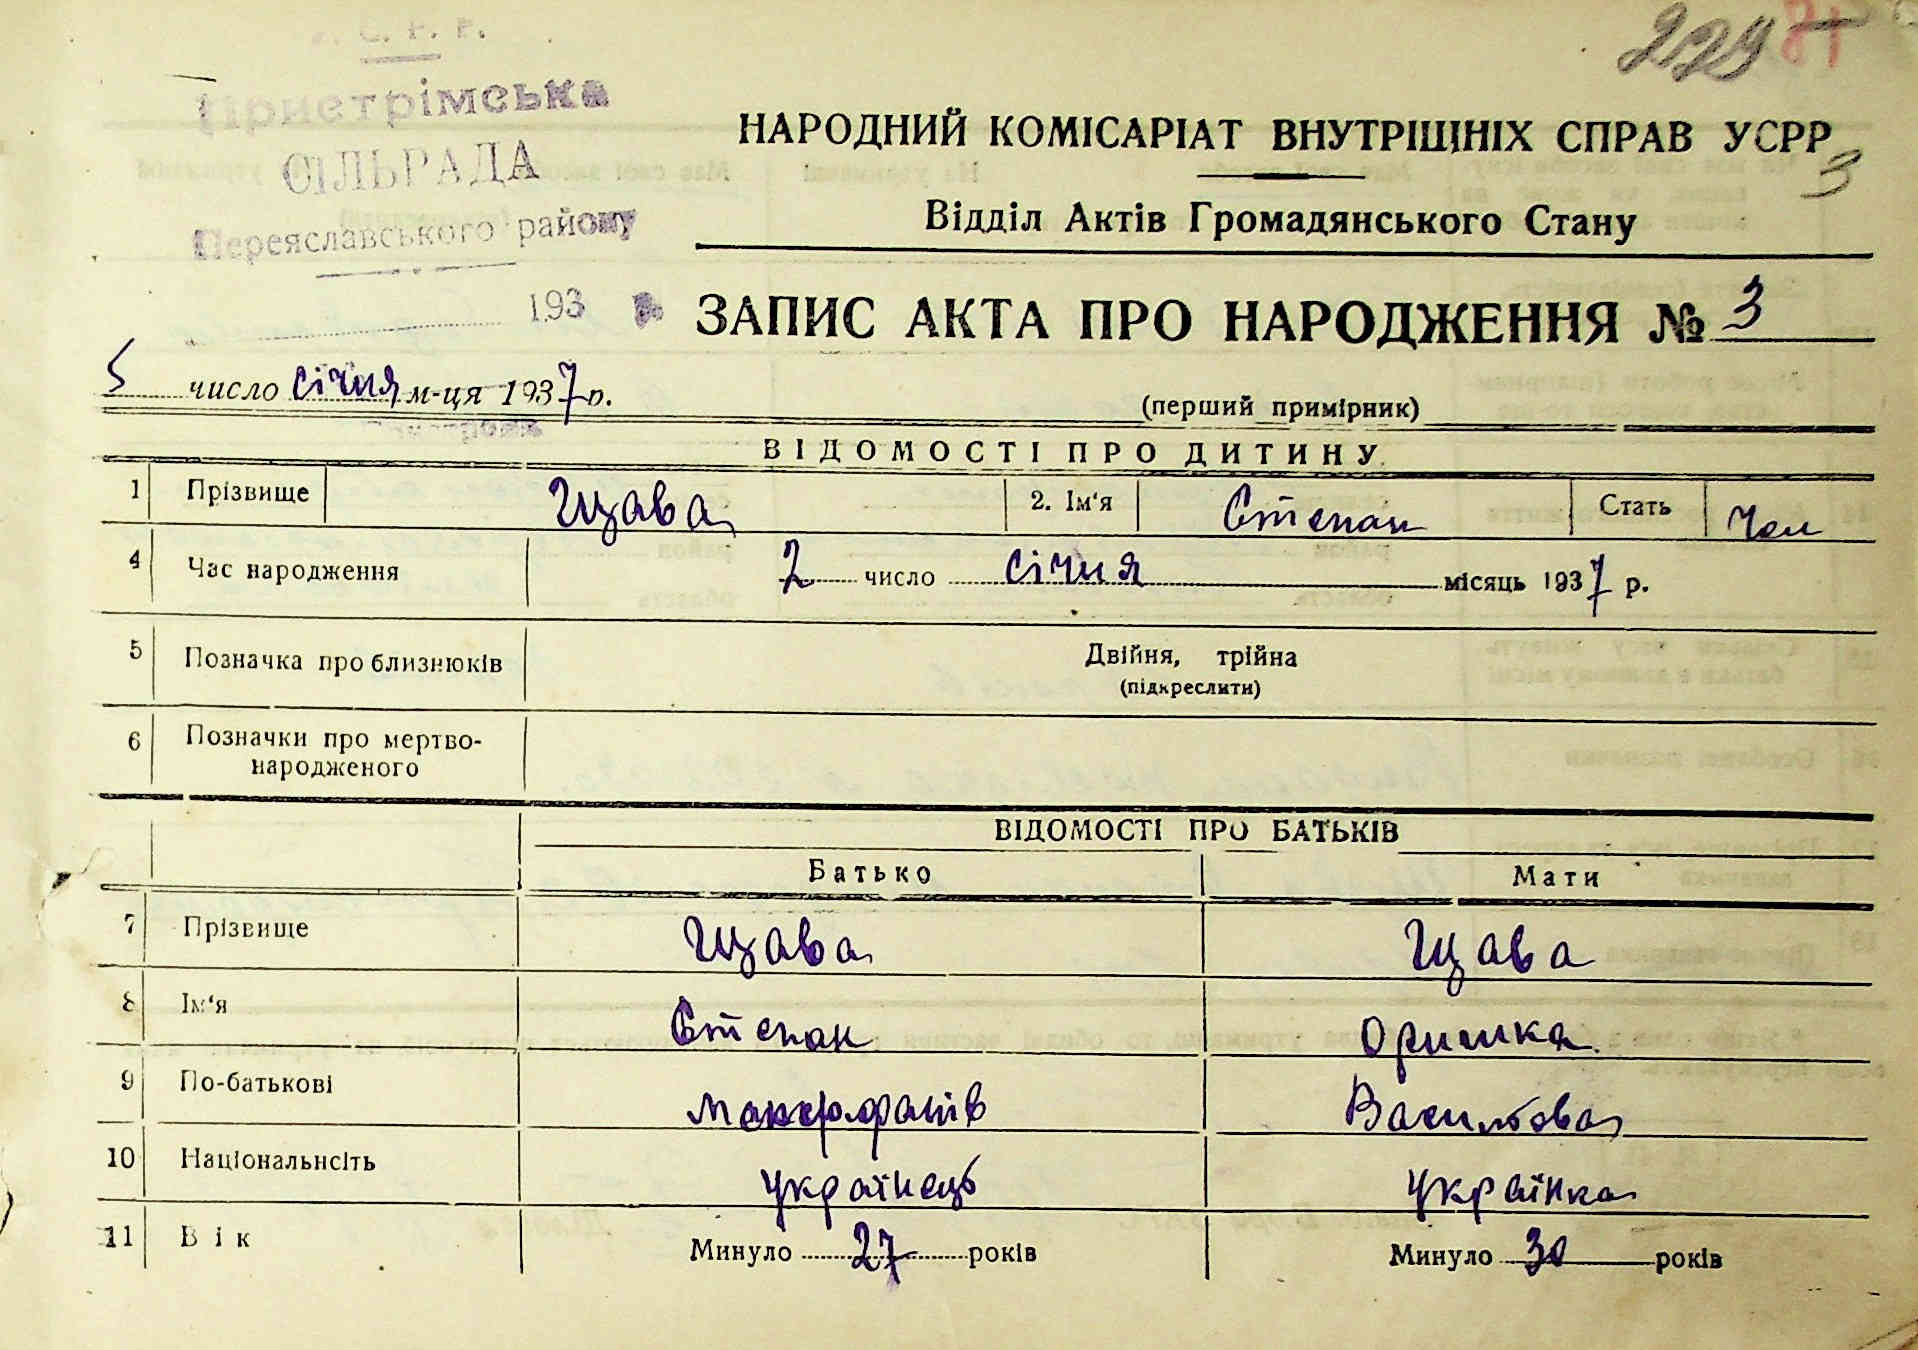 С. Р. Р.
229
Пристрімська
СІЛЬРАДА
Переяславського району
193
НАРОДНИЙ КОМІСАРІАТ ВНУТРІШНІХ СПРАВ УСРР
3
Відділ Актів Громадянського Стану
ЗАПИС АКТА ПРО НАРОДЖЕННЯ № 3
5 число січня м-ця 1937 р.
(перший примірник)
ВІДОМОСТІ ПРО ДИТИНУ
1 Прізвище Щава 2. Ім'я Степан Стать чол
4 Час народження 2 число січня місяць 1937 р.
5 Позначка про близнюків Двійня, трійна
(підкреслити)
6 Позначки про мертво-
народженого
ВІДОМОСТІ ПРО БАТЬКІВ
Батько Мати
7 Прізвище Щава Щава
8 Ім'я Степан Оришка
9 По-батькові Васильова
10 Національнсіть українець українка
11 Вік Минуло 27 років Минуло 30 років